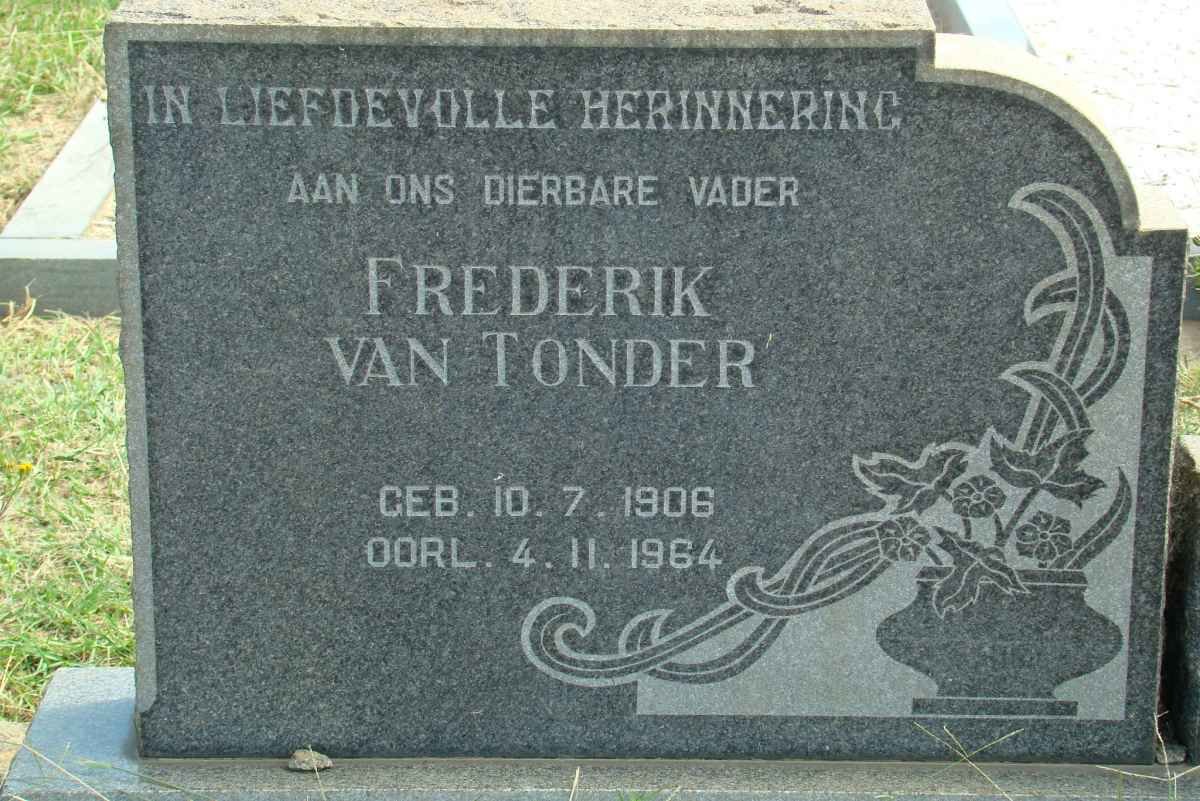 IN LIEFDEVOLLE HERINNERING
AAN ONS DIERBARE VADER
FREDERIK
VAN TONDER
GEB. 10. 7. 1906
OORL. 4. 11. 1964